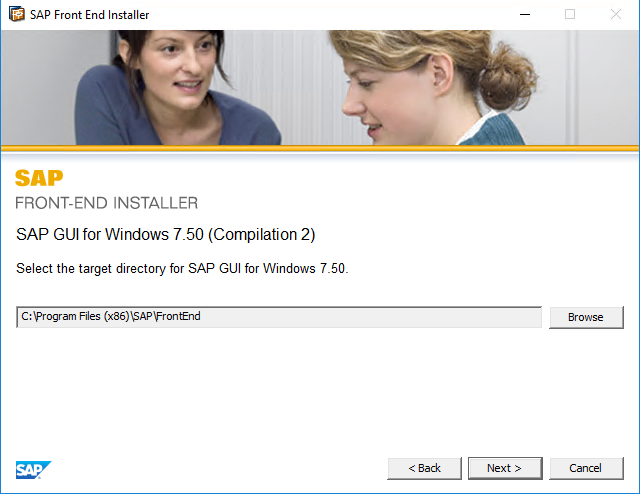 SAP Front End Installer
SAP
FRONT-END INSTALLER
SAP GUI for Windows 7.50 (Compilation 2)
Select the target directory for SAP GUI for Windows 7.50.
C:\Program Files (x86)\SAP\FrontEnd
Browse
SAP
< Back
Next >
Cancel